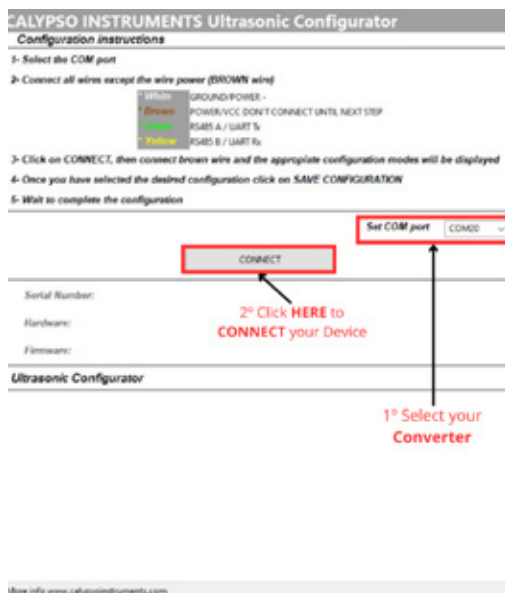 CALYPSO INSTRUMENTS Ultrasonic Configurator
Configuration instructions
1- Select the COM port
2- Connect all wires except the wire power (BROWN wire)
* White GROUND/POWER -
* Brown POWER/VCC DON'T CONNECT UNTIL NEXT STEP
* Green RS485 A / UART Tx
* Yellow RS485 B / UART Rx
3- Click on CONNECT, then connect brown wire and the appropiate configuration modes will be displayed
4- Once you have selected the desired configuration click on SAVE CONFIGURATION
5- Wait to complete the configuration
Set COM port COM20
CONNECT
Serial Number:
2º Click HERE to
CONNECT your Device
Hardware:
Firmware:
Ultrasonic Configurator
1º Select your
Converter
More info www.calypsoinstruments.com